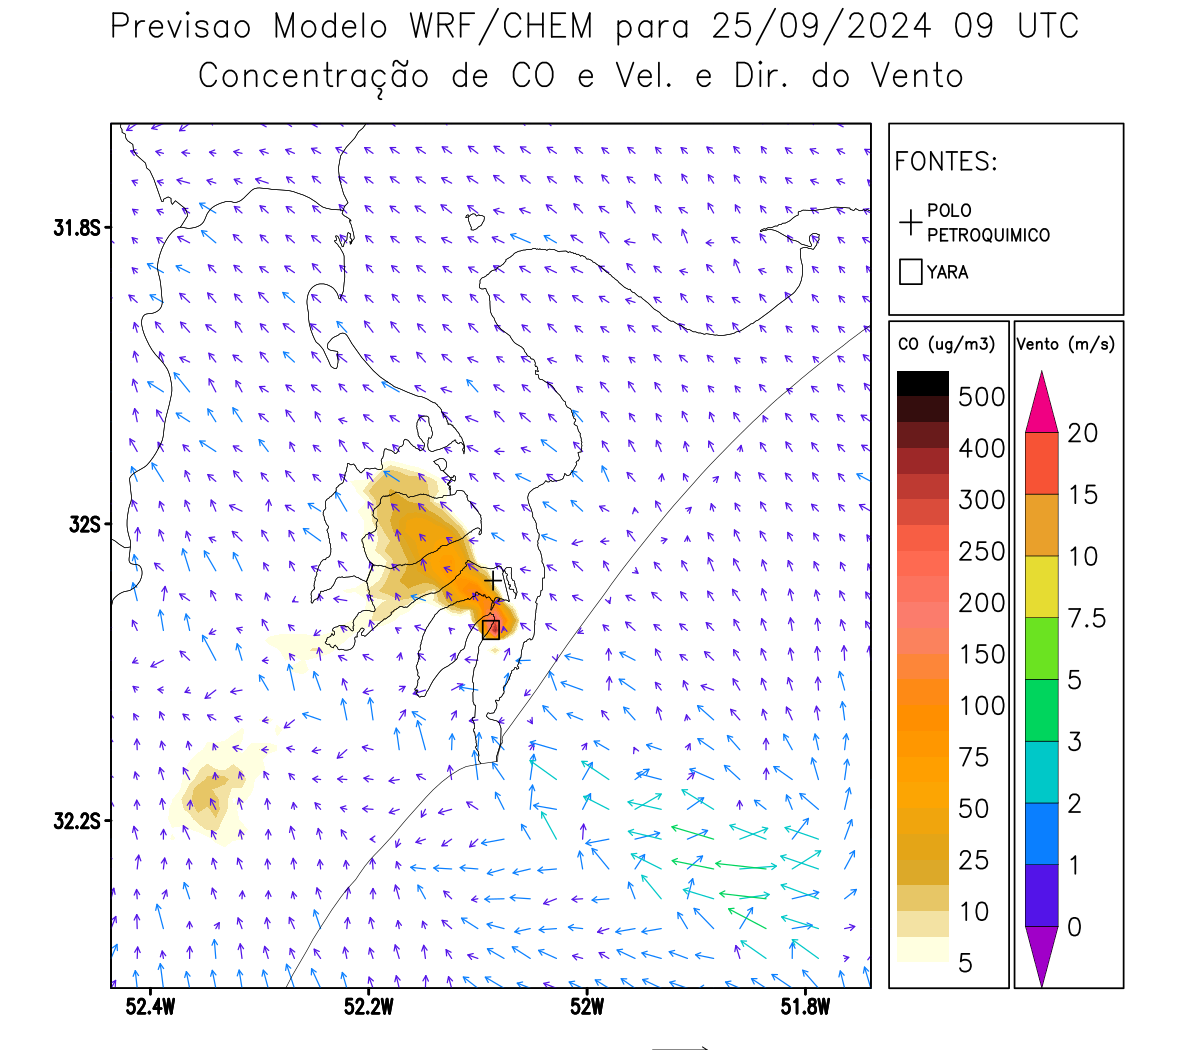 Previsao Modelo WRF/CHEM para 25/09/2024 09 UTC
Concentração de CO e Vel. e Dir. do Vento
FONTES:
POLO
PETROQUIMICO
YARA
CO (ug/m3)
500
400
300
250
200
150
100
75
50
25
10
5
Vento (m/s)
20
15
10
7.5
5
3
2
1
0
31.8S
32S
32.2S
52.4W
52.2W
52W
51.8W